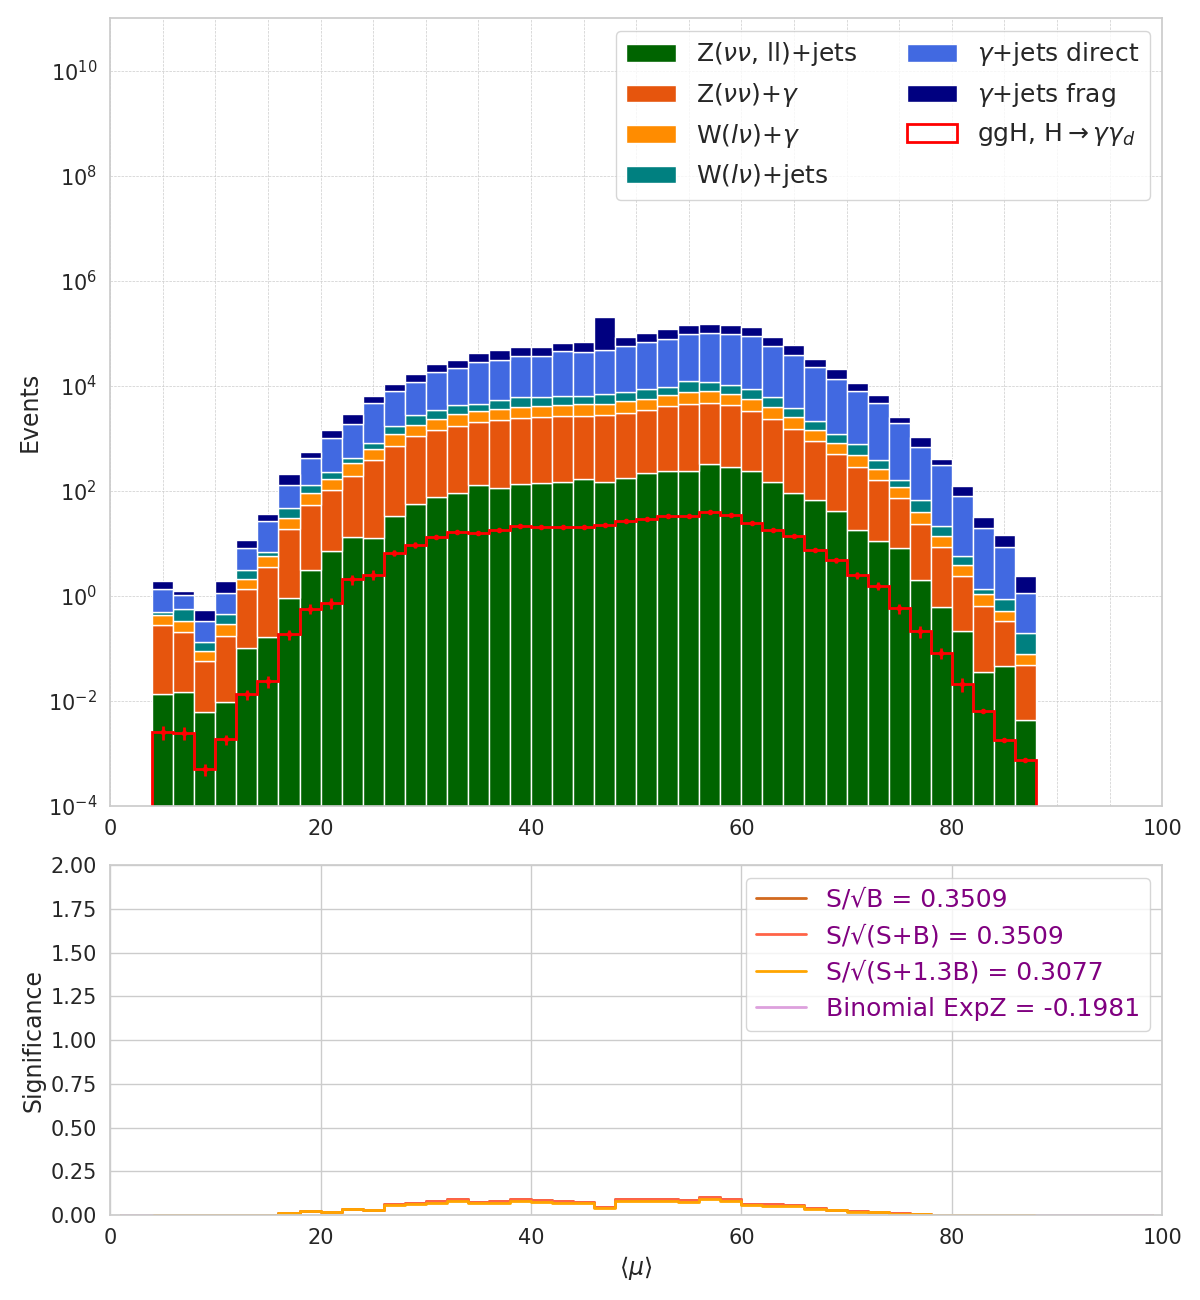 Z(νν, ll)+jets
Z(νν)+γ
W(lν)+γ
W(lν)+jets
γ+jets direct
γ+jets frag
ggH, H→γγ_d
Events
10^10
10^8
10^6
10^4
10^2
10^0
10^−2
10^−4
0 20 40 60 80 100
S/√B = 0.3509
S/√(S+B) = 0.3509
S/√(S+1.3B) = 0.3077
Binomial ExpZ = -0.1981
Significance
2.00
1.75
1.50
1.25
1.00
0.75
0.50
0.25
0.00
0 20 40 60 80 100
⟨μ⟩